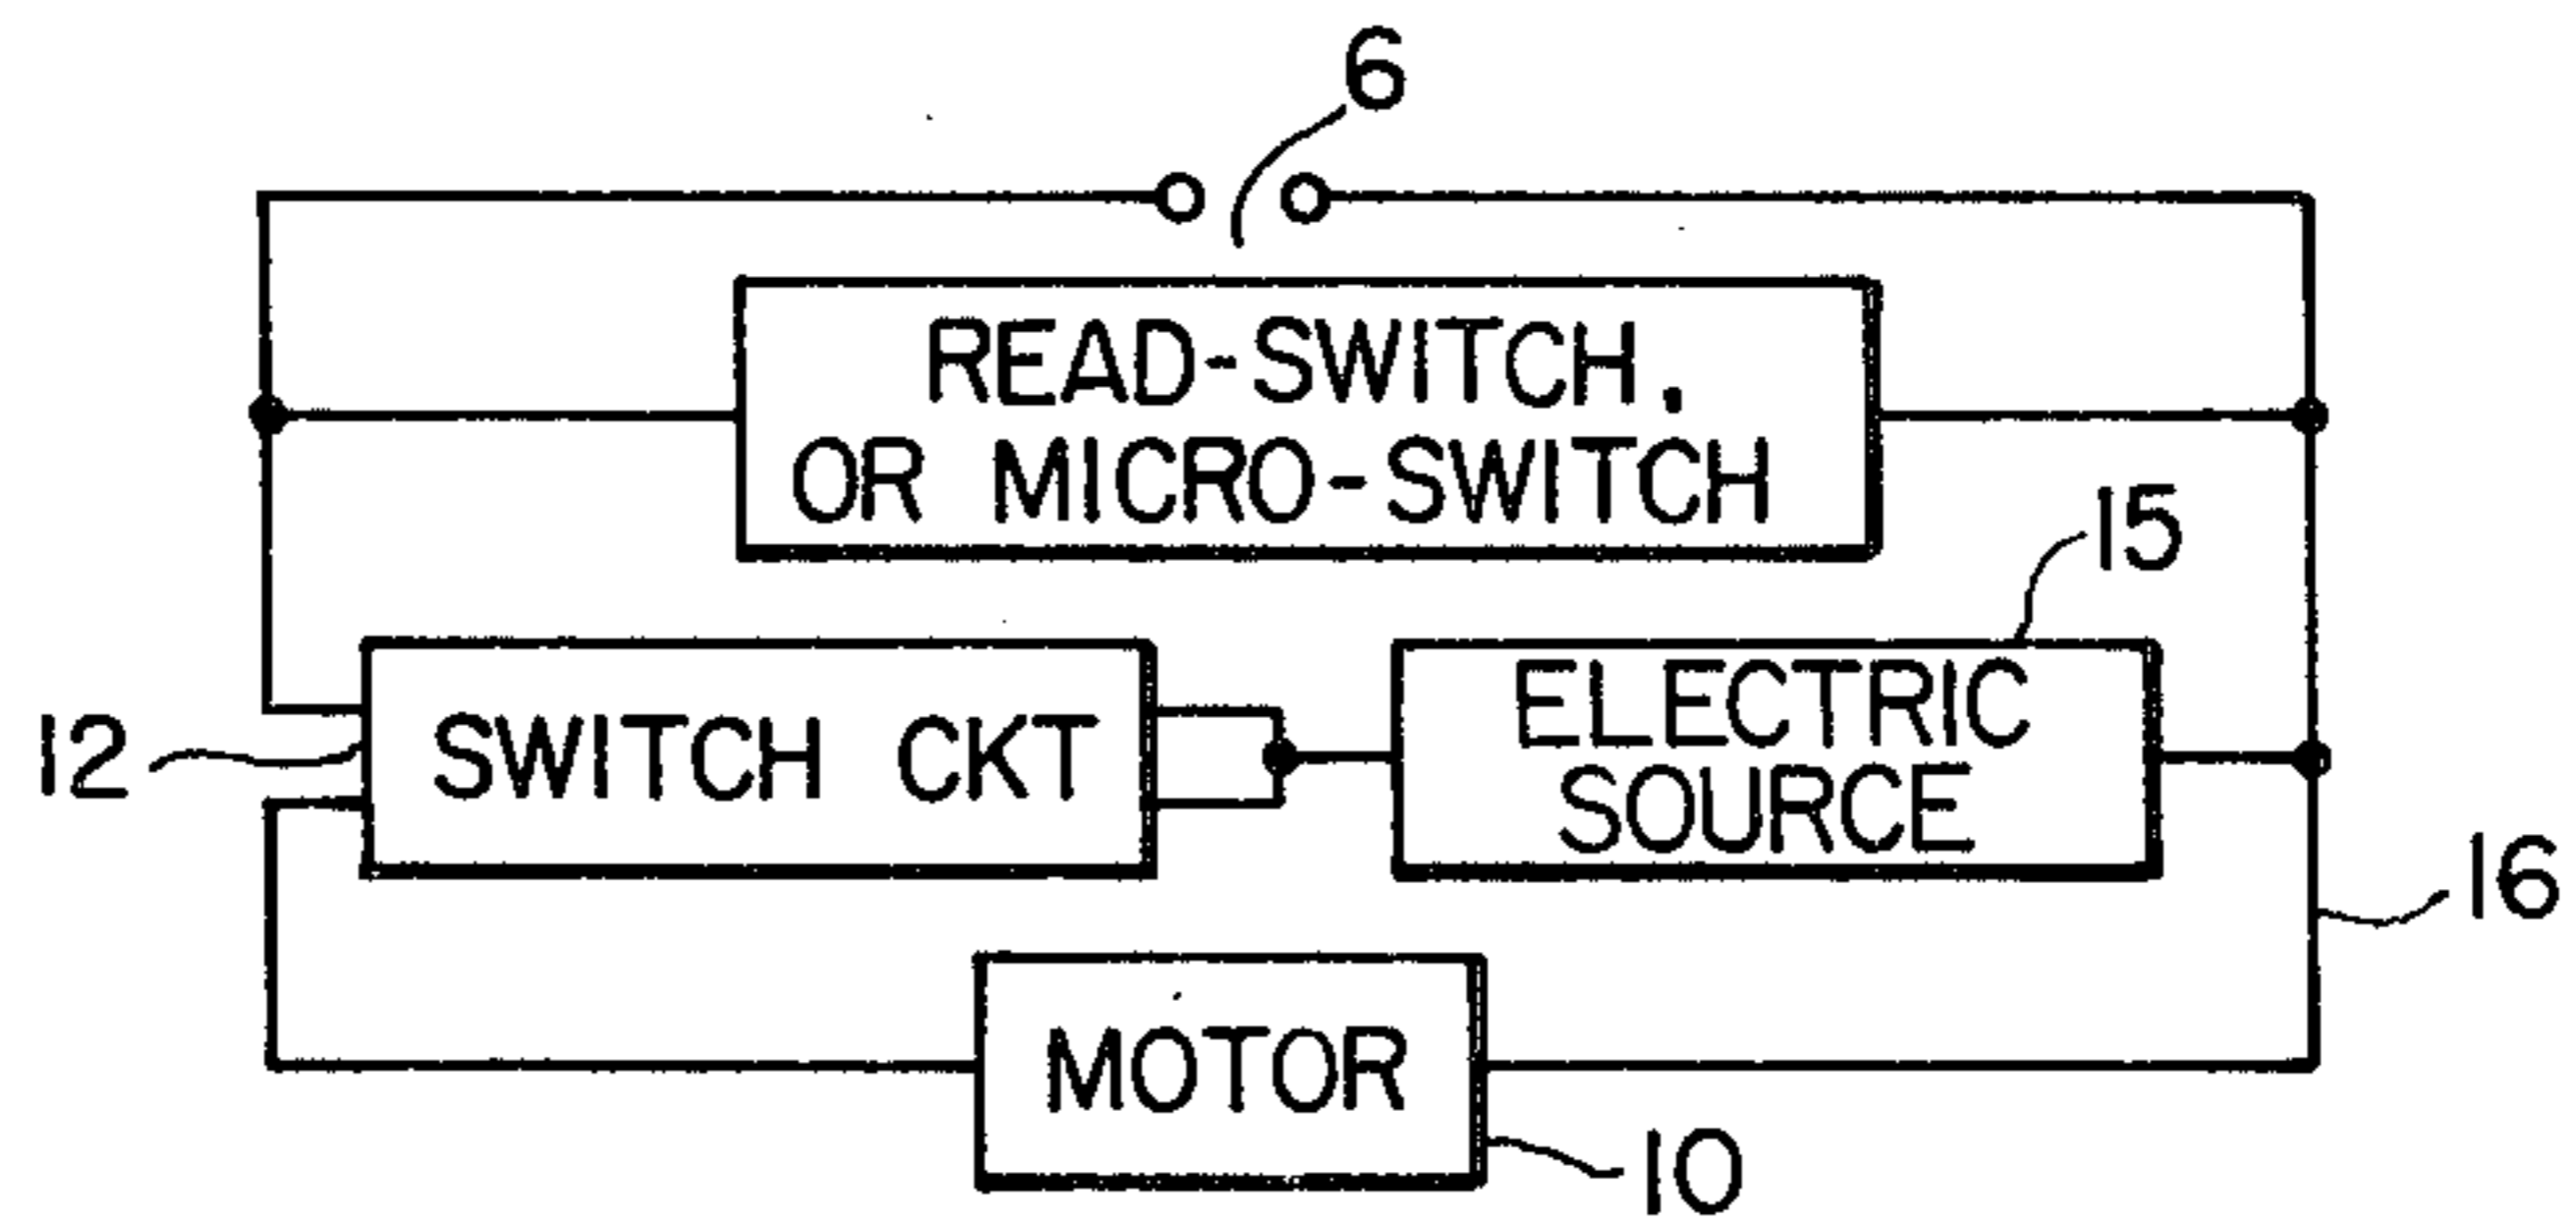 6
READ-SWITCH,
OR MICRO-SWITCH
15
12
SWITCH CKT
ELECTRIC
SOURCE
16
MOTOR
10